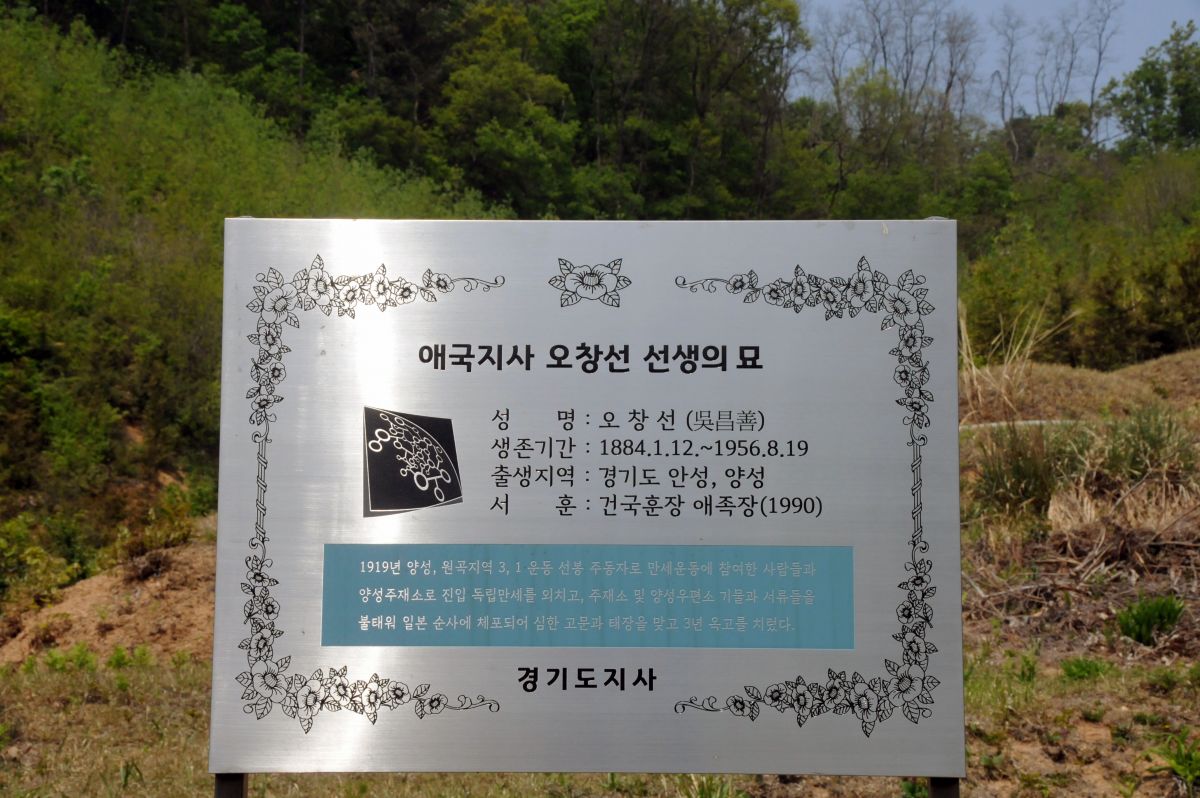 애국지사 오창선 선생의 묘
성 명 : 오 창 선 (吳昌善)
생존기간 : 1884.1.12.~1956.8.19
출생지역 : 경기도 안성, 양성
서 훈 : 건국훈장 애족장(1990)
1919년 양성, 원곡지역 3, 1 운동 선봉 주동자로 만세운동에 참여한 사람들과
양성주재소로 진입 독립만세를 외치고, 주재소 및 양성우편소 기물과 서류들을
불태워 일본 순사에 체포되어 심한 고문과 태장을 맞고 3년 옥고를 치렀다.
경기도지사